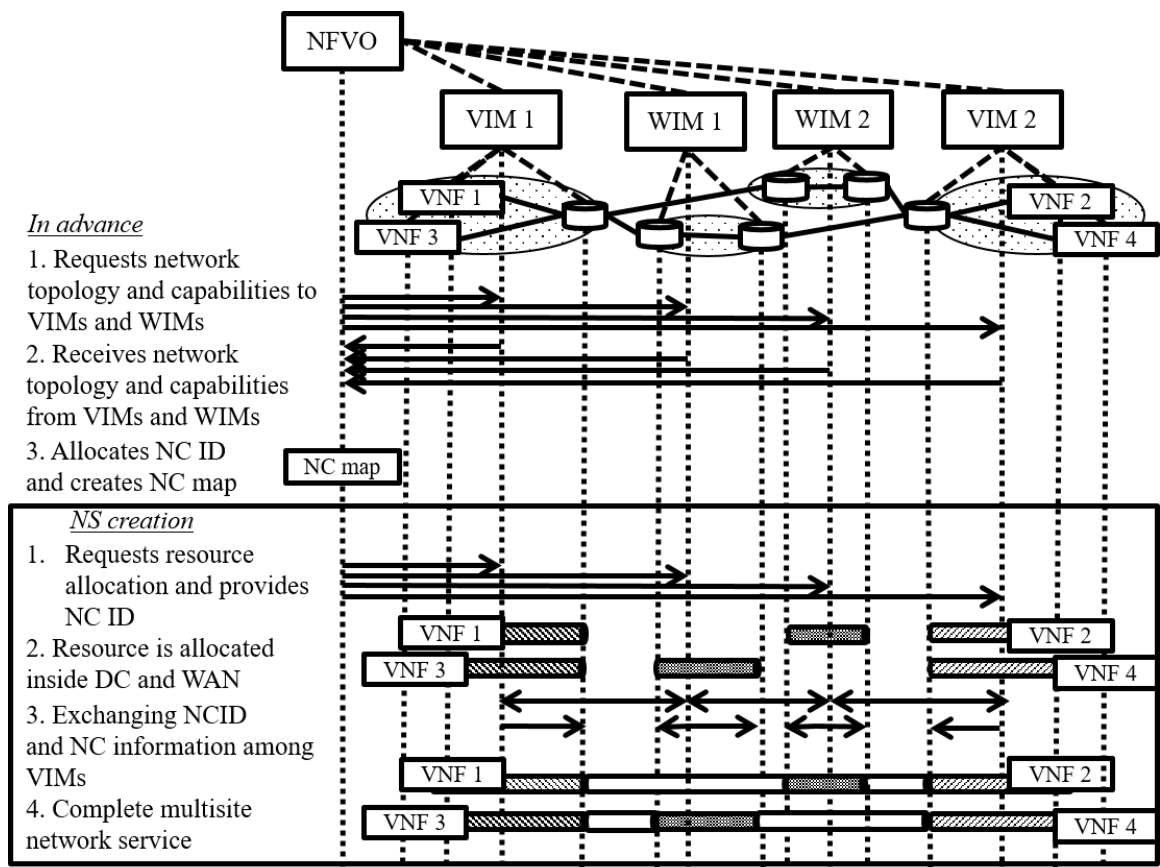 NFVO
VIM 1
WIM 1
WIM 2
VIM 2
VNF 1
VNF 3
VNF 2
VNF 4
In advance
1. Requests network
topology and capabilities to
VIMs and WIMs
2. Receives network
topology and capabilities
from VIMs and WIMs
3. Allocates NC ID
and creates NC map
NC map
NS creation
1. Requests resource
allocation and provides
NC ID
2. Resource is allocated
inside DC and WAN
3. Exchanging NCID
and NC information among
VIMs
4. Complete multisite
network service
VNF 1
VNF 2
VNF 3
VNF 4
VNF 1
VNF 2
VNF 3
VNF 4